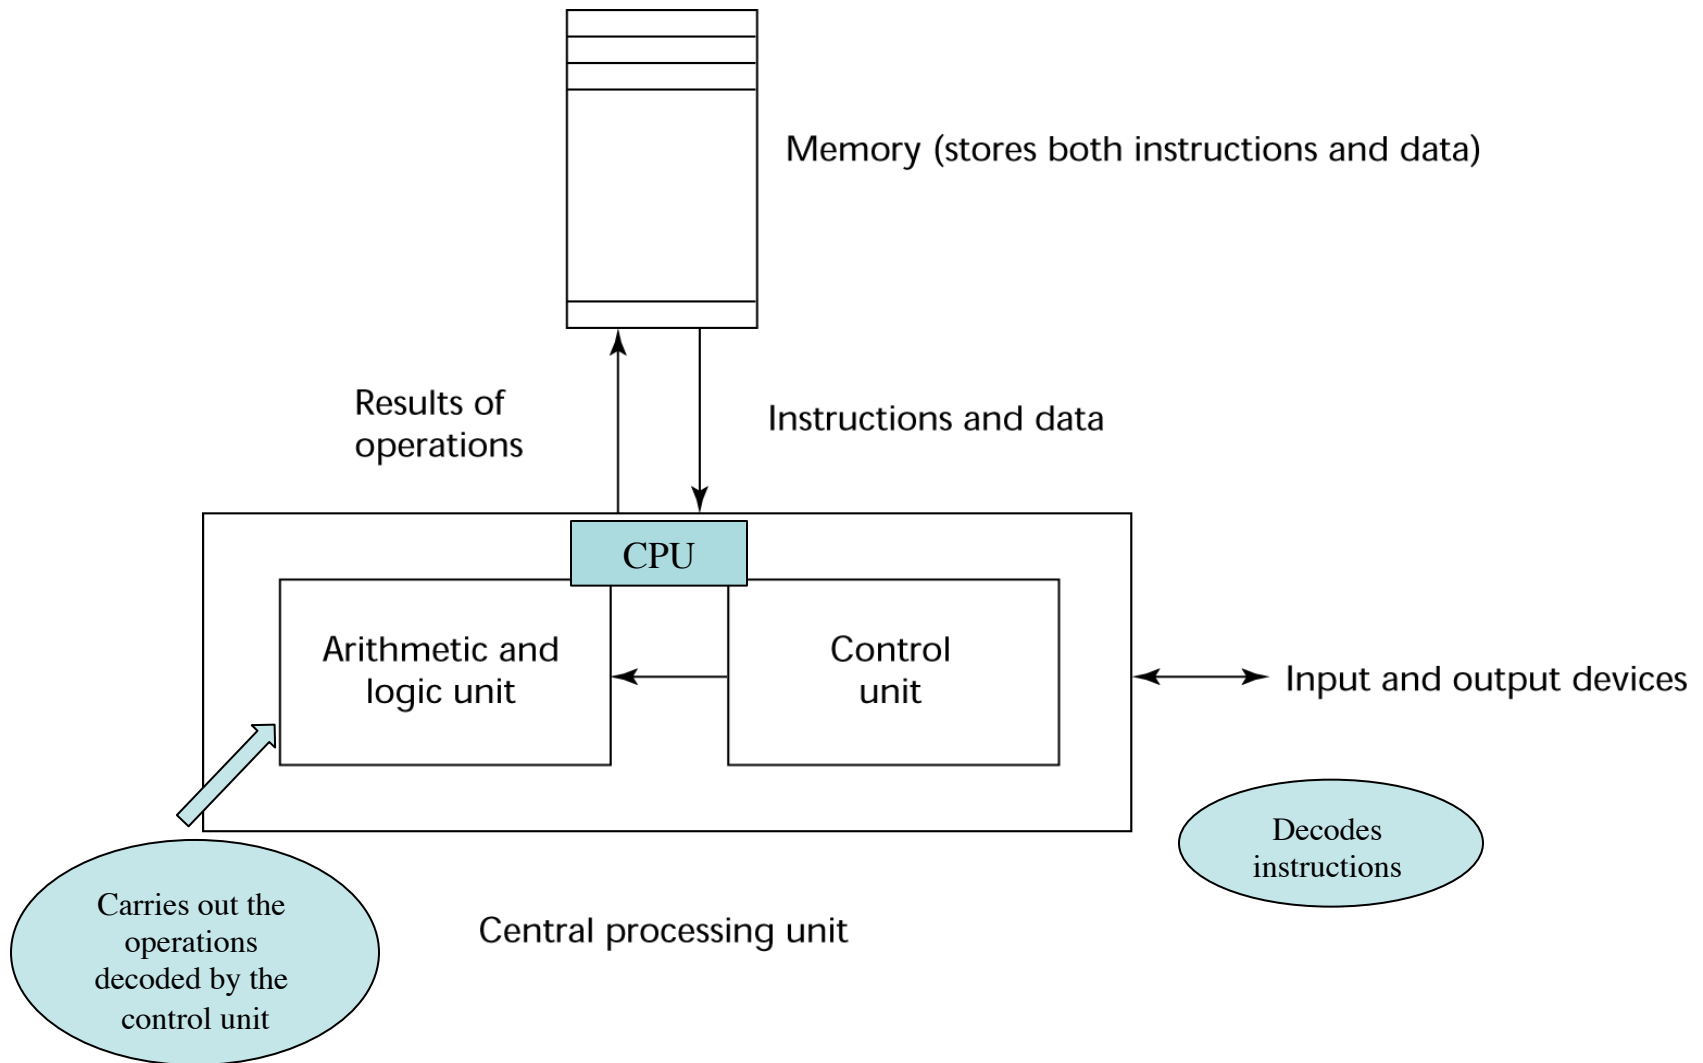 Memory (stores both instructions and data)
Results of
operations
Instructions and data
CPU
Arithmetic and
logic unit
Control
unit
Input and output devices
Decodes
instructions
Carries out the
operations
decoded by the
control unit
Central processing unit